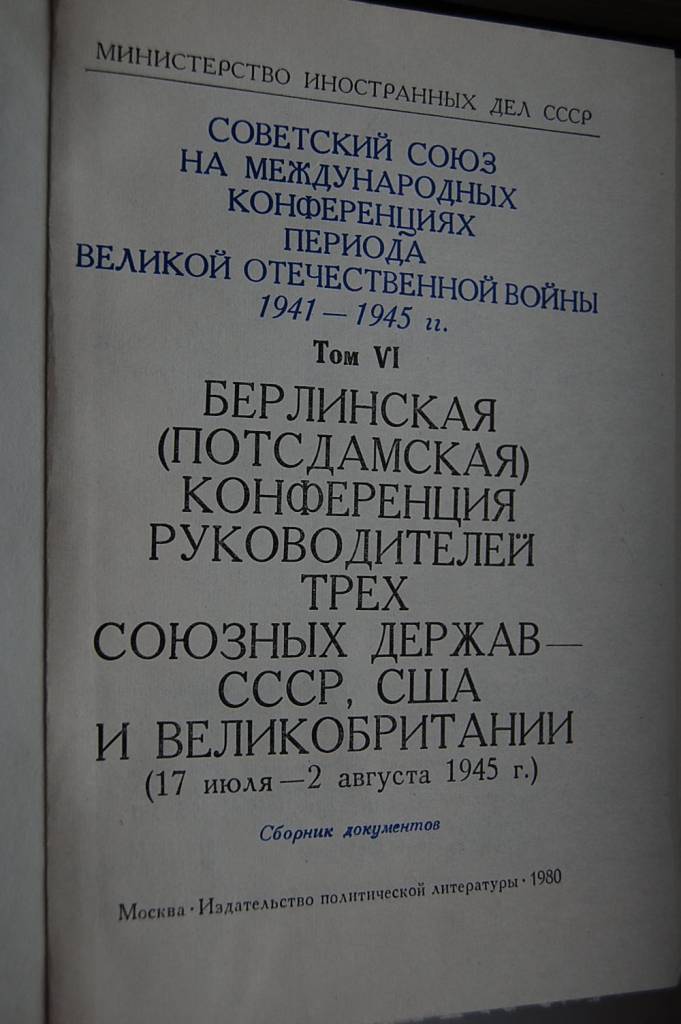 МИНИСТЕРСТВО ИНОСТРАННЫХ ДЕЛ СССР
СОВЕТСКИЙ СОЮЗ
НА МЕЖДУНАРОДНЫХ
КОНФЕРЕНЦИЯХ
ПЕРИОДА
ВЕЛИКОЙ ОТЕЧЕСТВЕННОЙ ВОЙНЫ
1941 — 1945 гг.
Том VI
БЕРЛИНСКАЯ
(ПОТСДАМСКАЯ)
КОНФЕРЕНЦИЯ
РУКОВОДИТЕЛЕЙ
ТРЕХ
СОЮЗНЫХ ДЕРЖАВ —
СССР, США
И ВЕЛИКОБРИТАНИИ
(17 июля — 2 августа 1945 г.)
Сборник документов
Москва · Издательство политической литературы · 1980